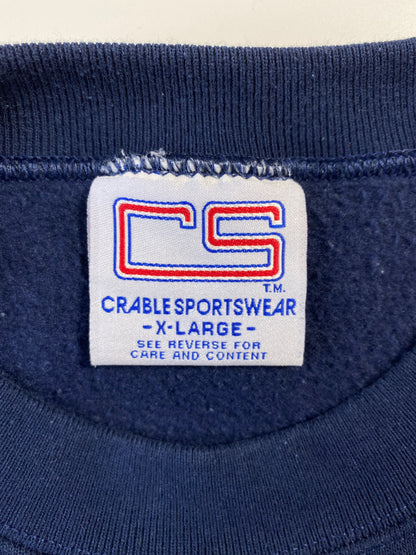 CS
T.M.
CRABLE SPORTSWEAR
-X-LARGE-
SEE REVERSE FOR
CARE AND CONTENT